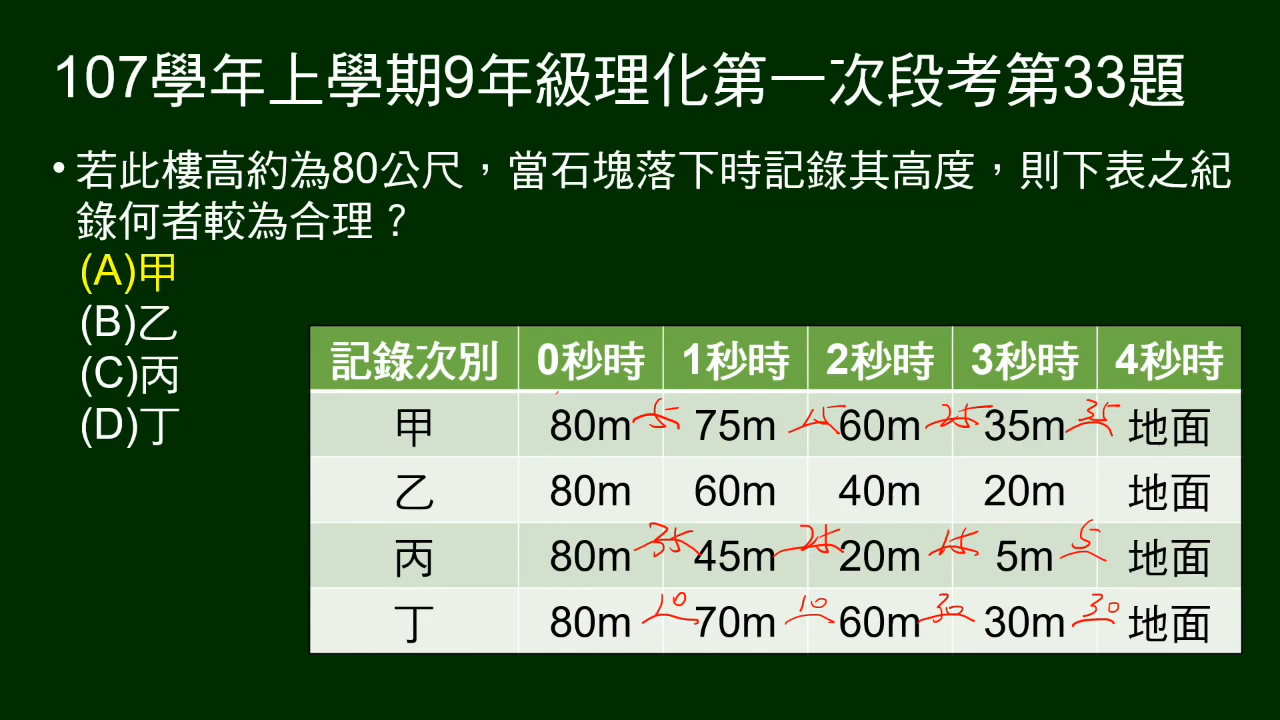 107學年上學期9年級理化第一次段考第33題
• 若此樓高約為80公尺，當石塊落下時記錄其高度，則下表之紀
錄何者較為合理？
(A)甲
(B)乙
(C)丙
(D)丁
記錄次別 0秒時 1秒時 2秒時 3秒時 4秒時
甲 80m 5 75m 15 60m 25 35m 35 地面
乙 80m 60m 40m 20m 地面
丙 80m 35 45m 25 20m 15 5m 5 地面
丁 80m 10 70m 10 60m 30 30m 30 地面